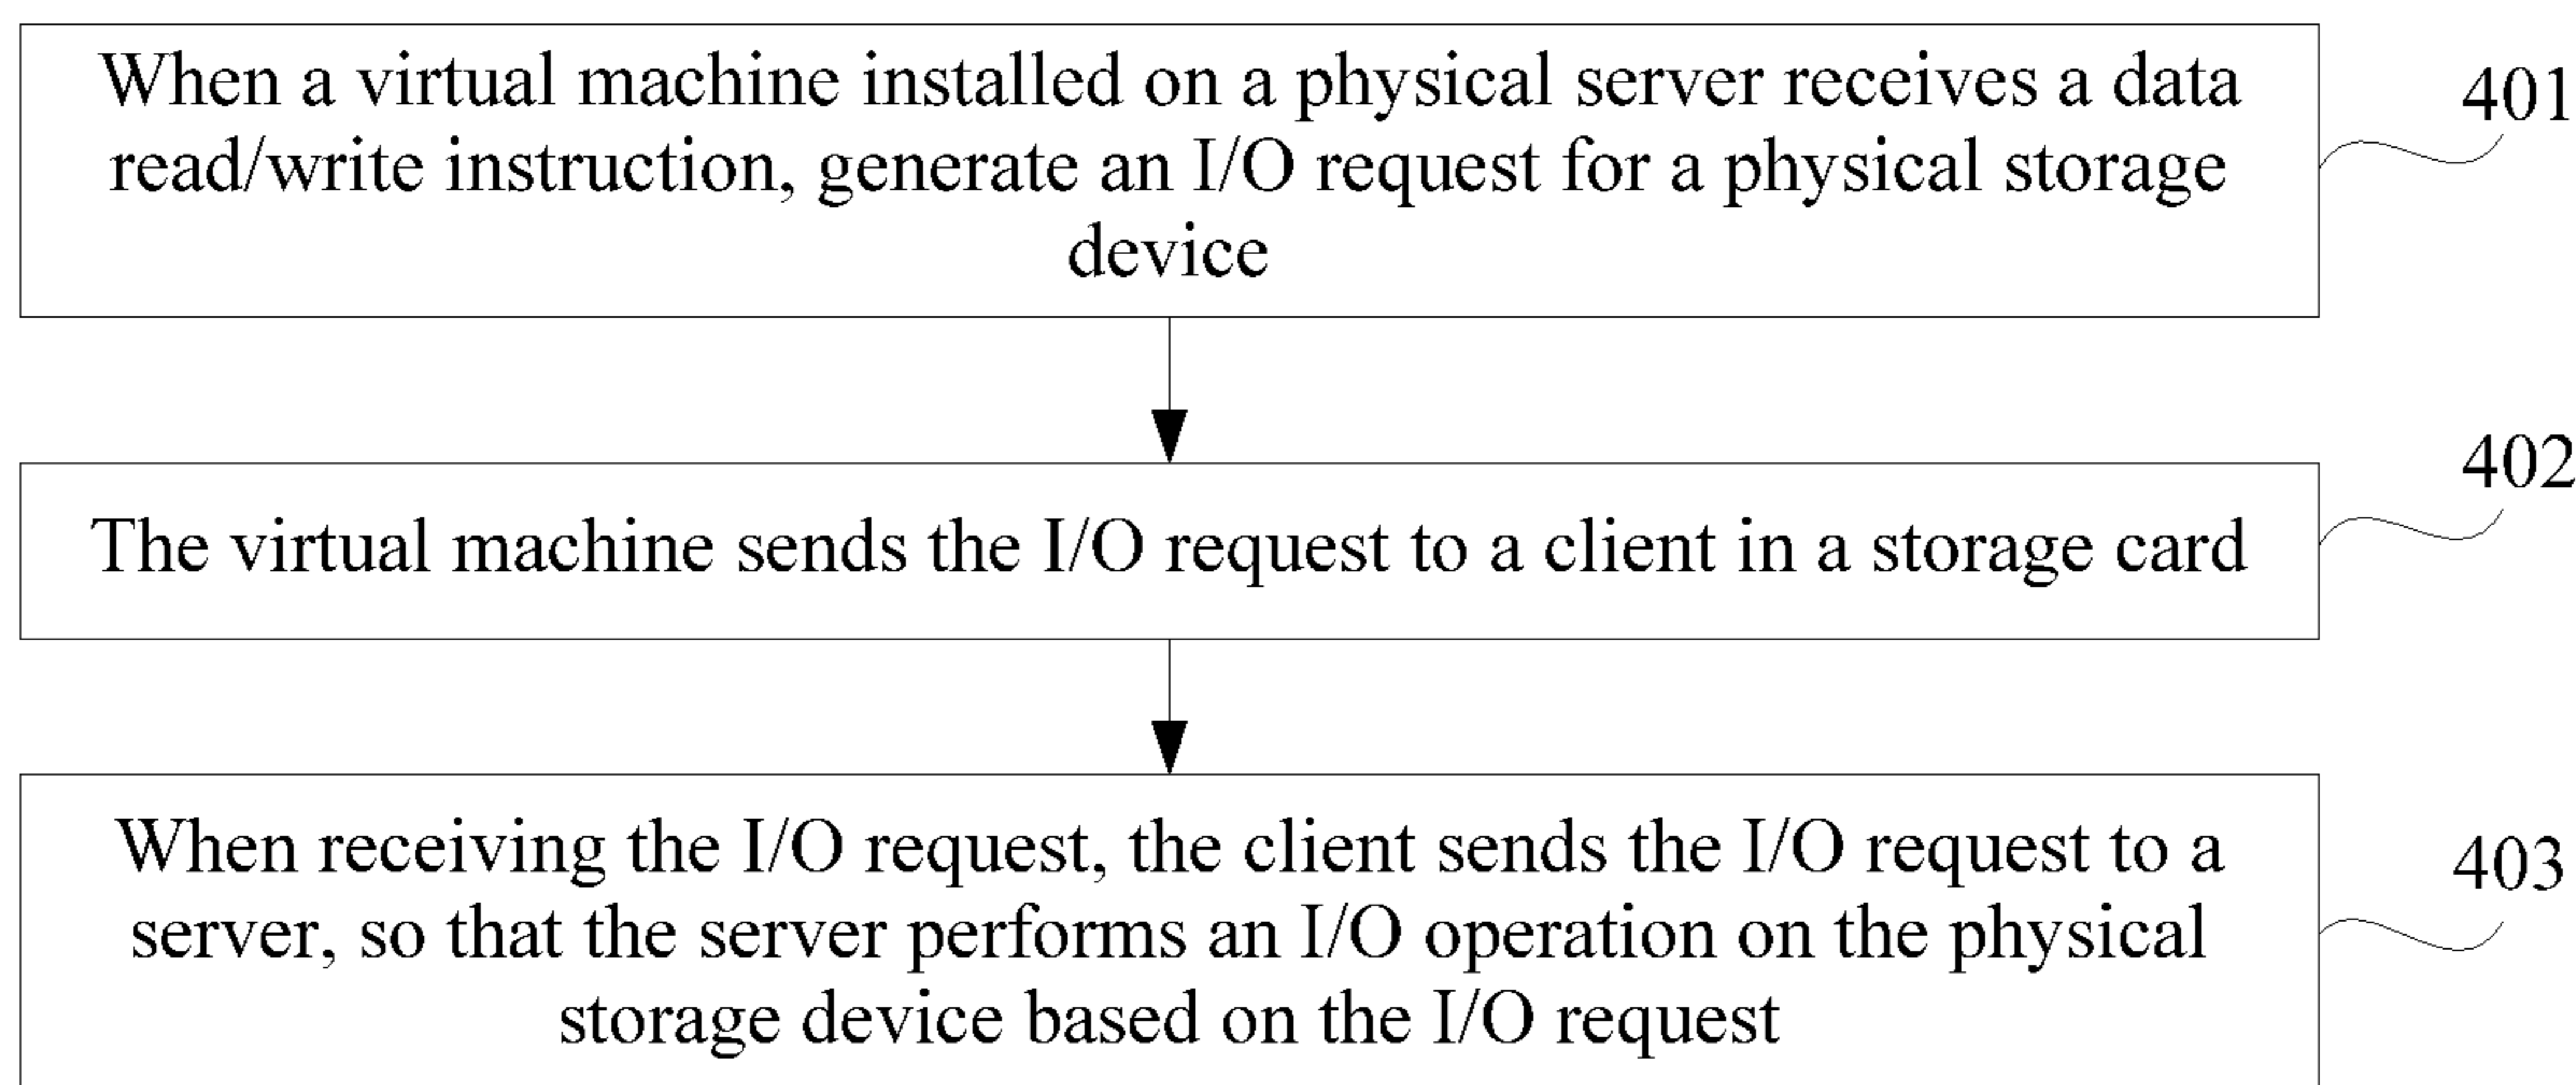 When a virtual machine installed on a physical server receives a data
read/write instruction, generate an I/O request for a physical storage
device
401
The virtual machine sends the I/O request to a client in a storage card
402
When receiving the I/O request, the client sends the I/O request to a
server, so that the server performs an I/O operation on the physical
storage device based on the I/O request
403